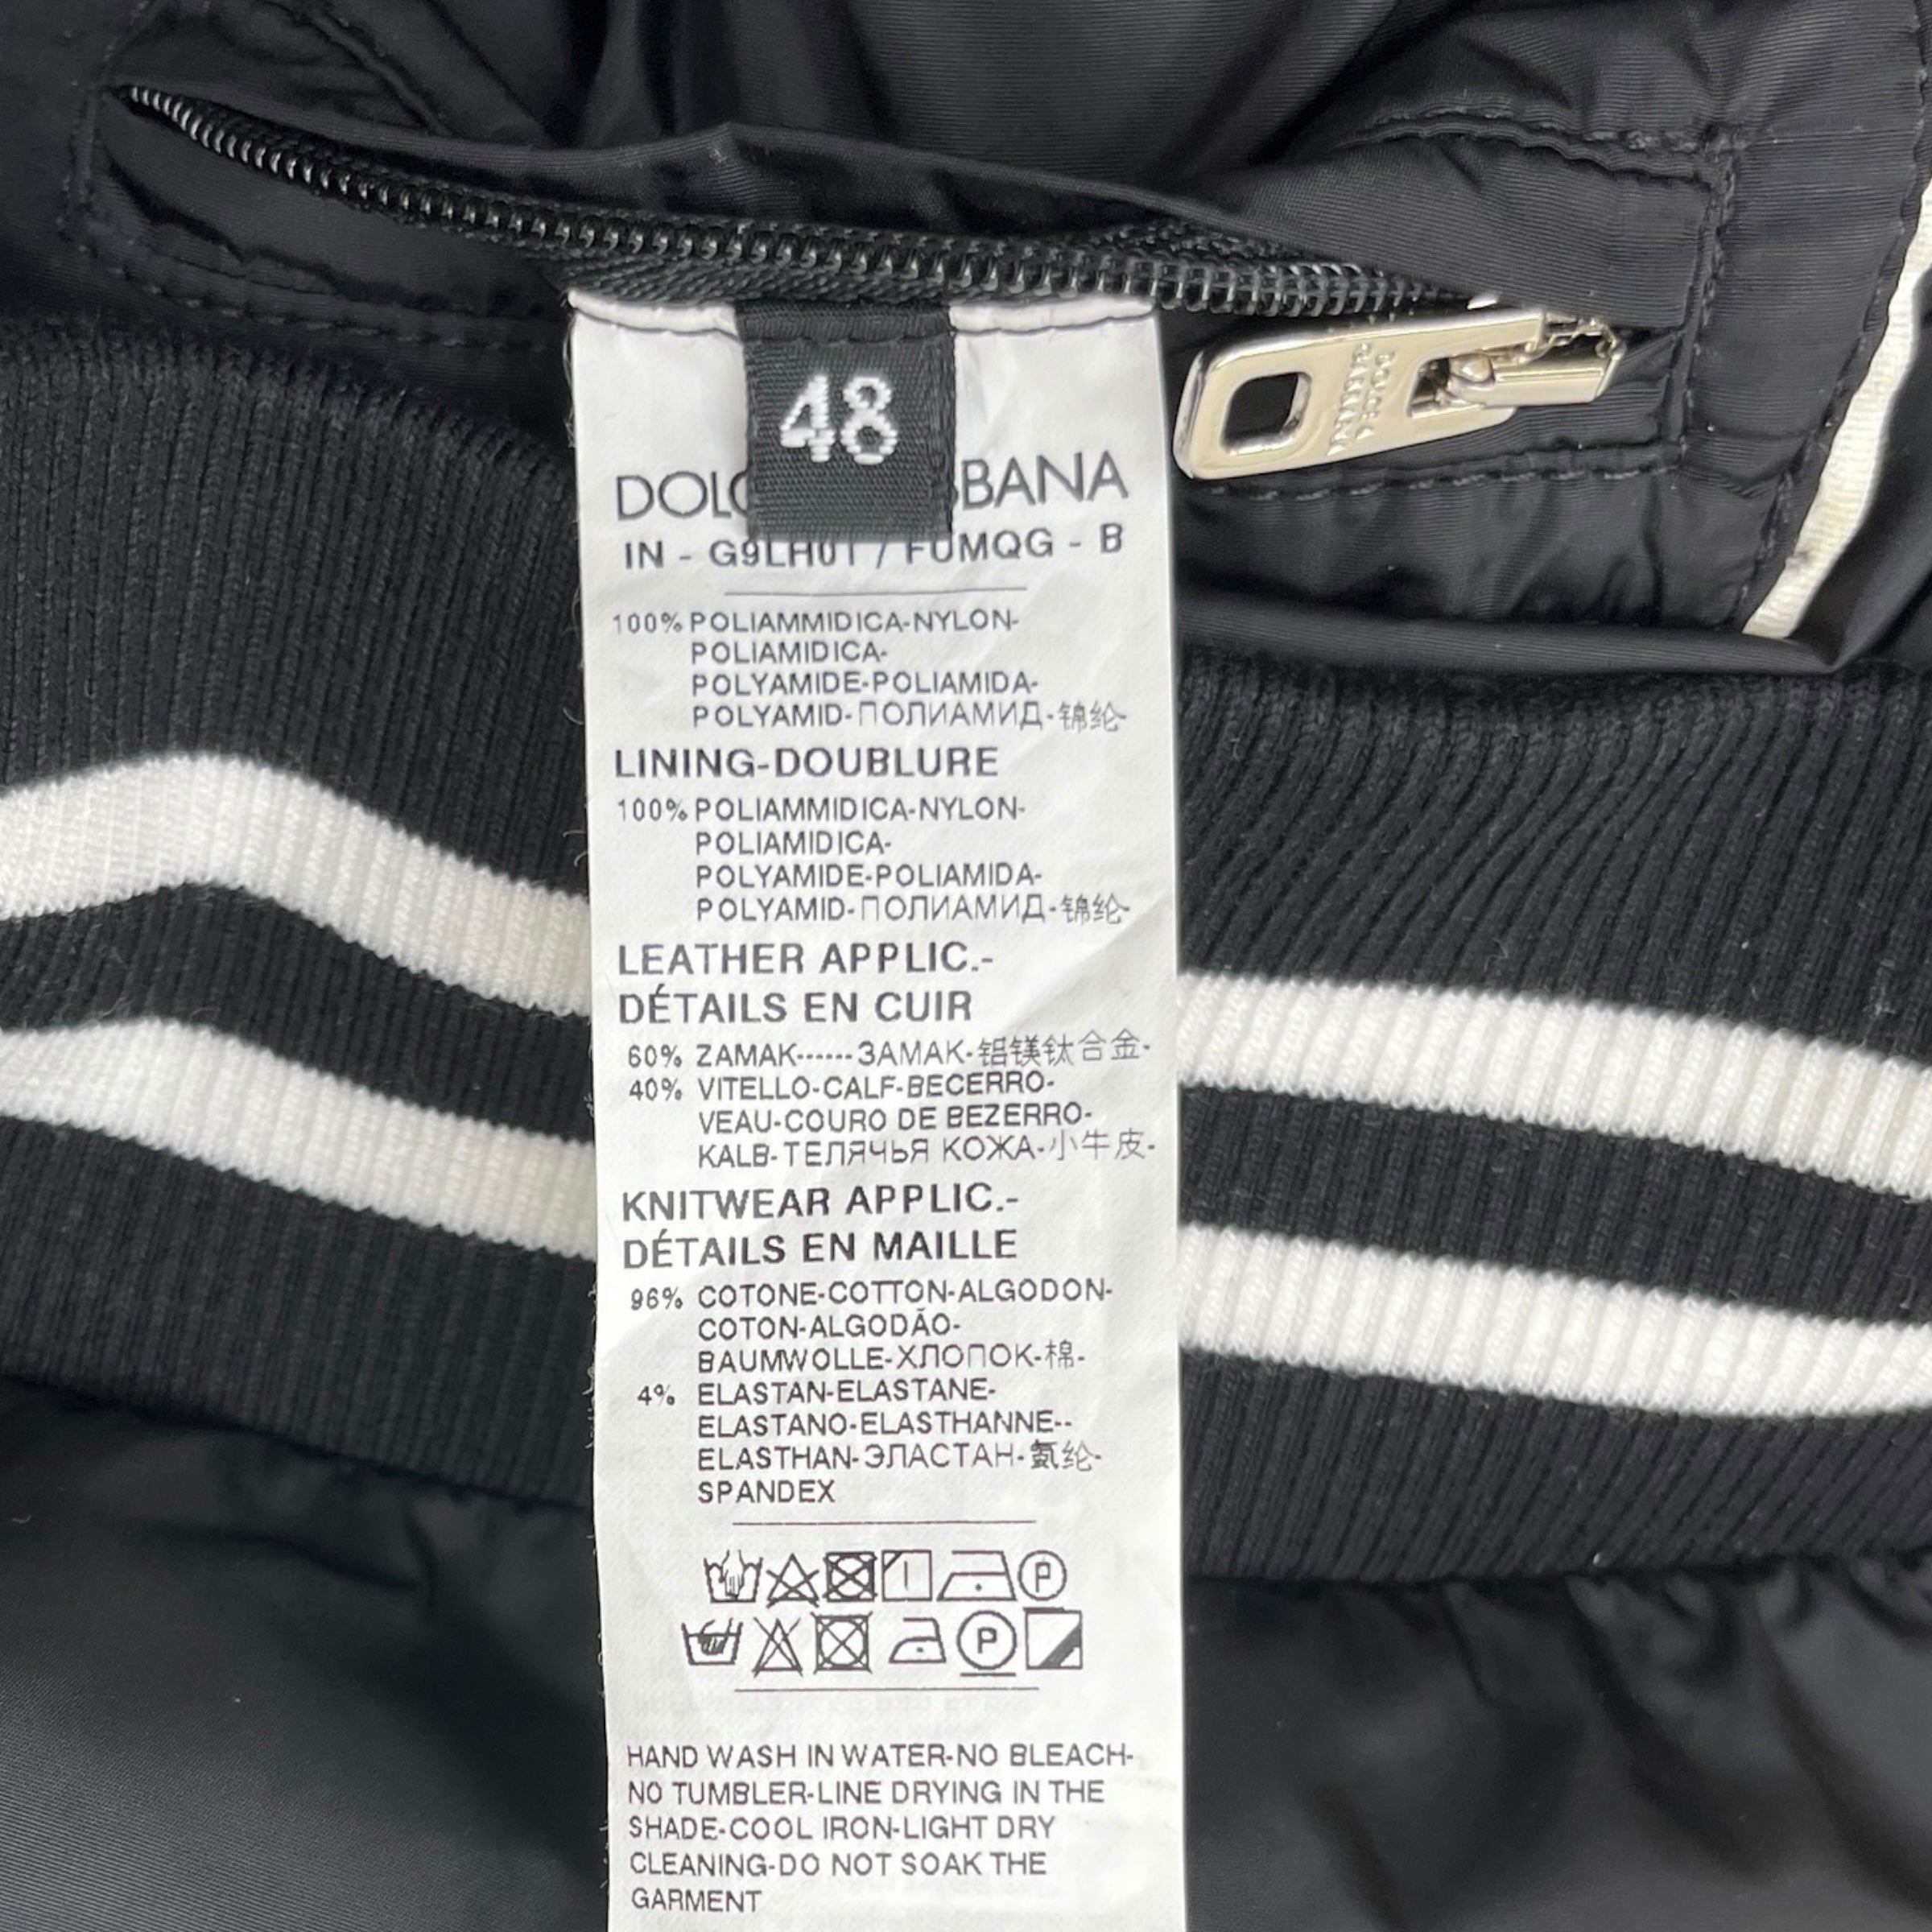 48
DOLC BBANA
IN - G9LH01 / FUMQG - B
100% POLIAMMIDICA-NYLON-
POLIAMIDICA-
POLYAMIDE-POLIAMIDA-
POLYAMID-ПОЛИАМИД-锦纶-
LINING-DOUBLURE
100% POLIAMMIDICA-NYLON-
POLIAMIDICA-
POLYAMIDE-POLIAMIDA-
POLYAMID-ПОЛИАМИД-锦纶-
LEATHER APPLIC.-
DÉTAILS EN CUIR
60% ZAMAK------ЗАМАК-铝镁钛合金-
40% VITELLO-CALF-BECERRO-
VEAU-COURO DE BEZERRO-
KALB-ТЕЛЯЧЬЯ КОЖА-小牛皮-
KNITWEAR APPLIC.-
DÉTAILS EN MAILLE
96% COTONE-COTTON-ALGODON-
COTON-ALGODÃO-
BAUMWOLLE-ХЛОПОК-棉-
4% ELASTAN-ELASTANE-
ELASTANO-ELASTHANNE--
ELASTHAN-ЭЛАСТАН-氨纶-
SPANDEX
P
P
HAND WASH IN WATER-NO BLEACH-
NO TUMBLER-LINE DRYING IN THE
SHADE-COOL IRON-LIGHT DRY
CLEANING-DO NOT SOAK THE
GARMENT